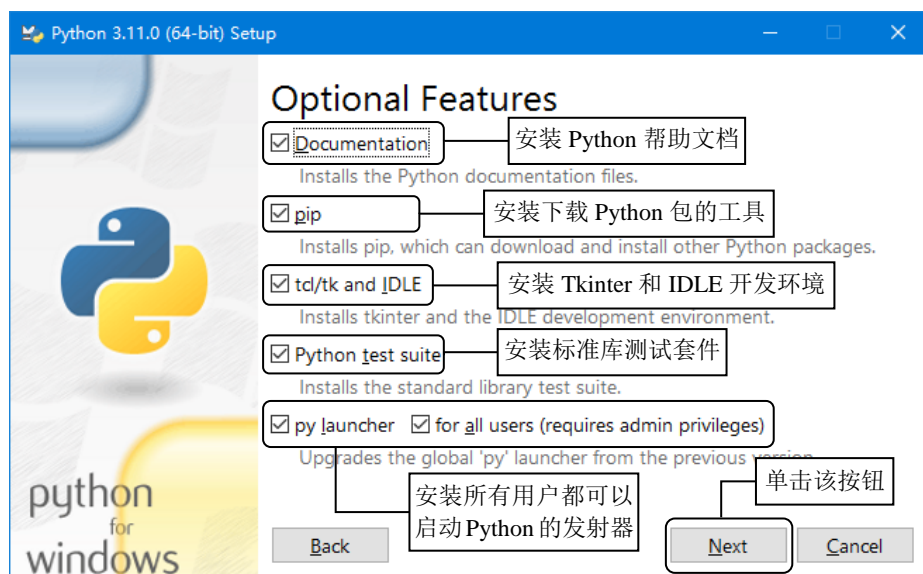 Python 3.11.0 (64-bit) Setup
Optional Features
Documentation
安装 Python 帮助文档
Installs the Python documentation files.
pip
安装下载 Python 包的工具
Installs pip, which can download and install other Python packages.
tcl/tk and IDLE
安装 Tkinter 和 IDLE 开发环境
Installs tkinter and the IDLE development environment.
Python test suite
安装标准库测试套件
Installs the standard library test suite.
py launcher for all users (requires admin privileges)
Upgrades the global 'py' launcher from the previous version.
安装所有用户都可以
启动 Python 的发射器
单击该按钮
python
for
windows
Back
Next
Cancel